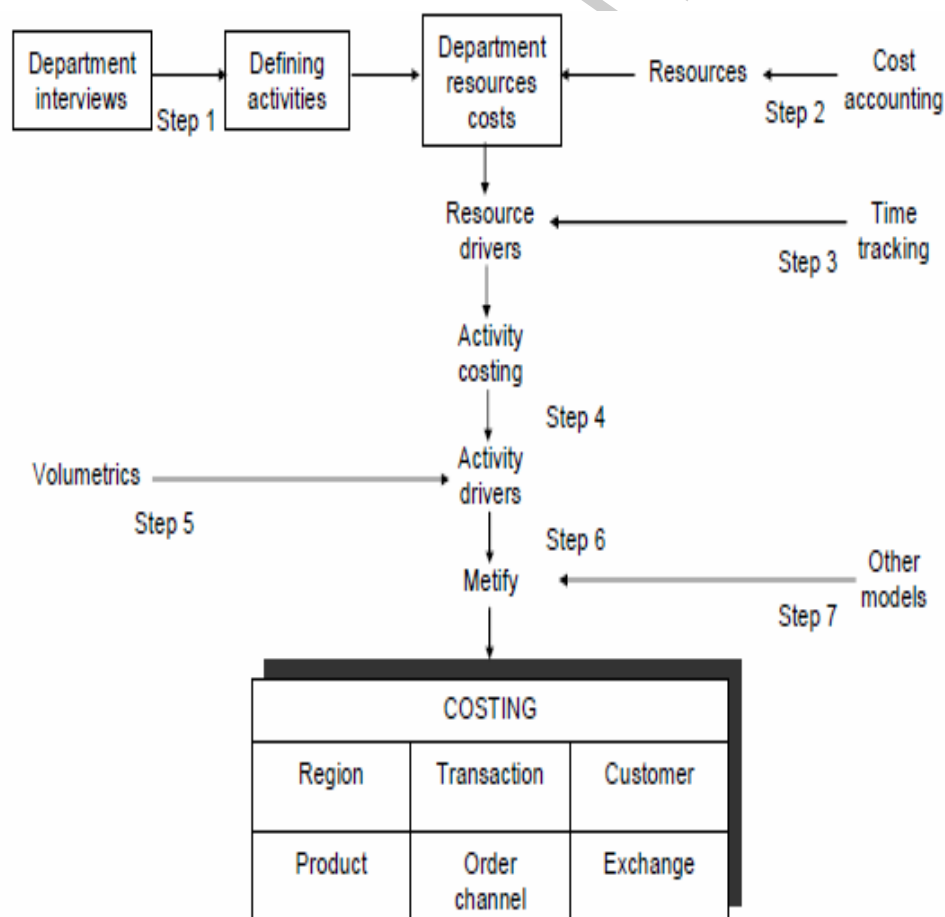 Department
interviews
Step 1
Defining
activities
Department
resources
costs
Resources
Step 2
Cost
accounting
Resource
drivers
Step 3
Time
tracking
Activity
costing
Step 4
Volumetrics
Step 5
Activity
drivers
Step 6
Metify
Step 7
Other
models
COSTING
Region
Transaction
Customer
Product
Order
channel
Exchange